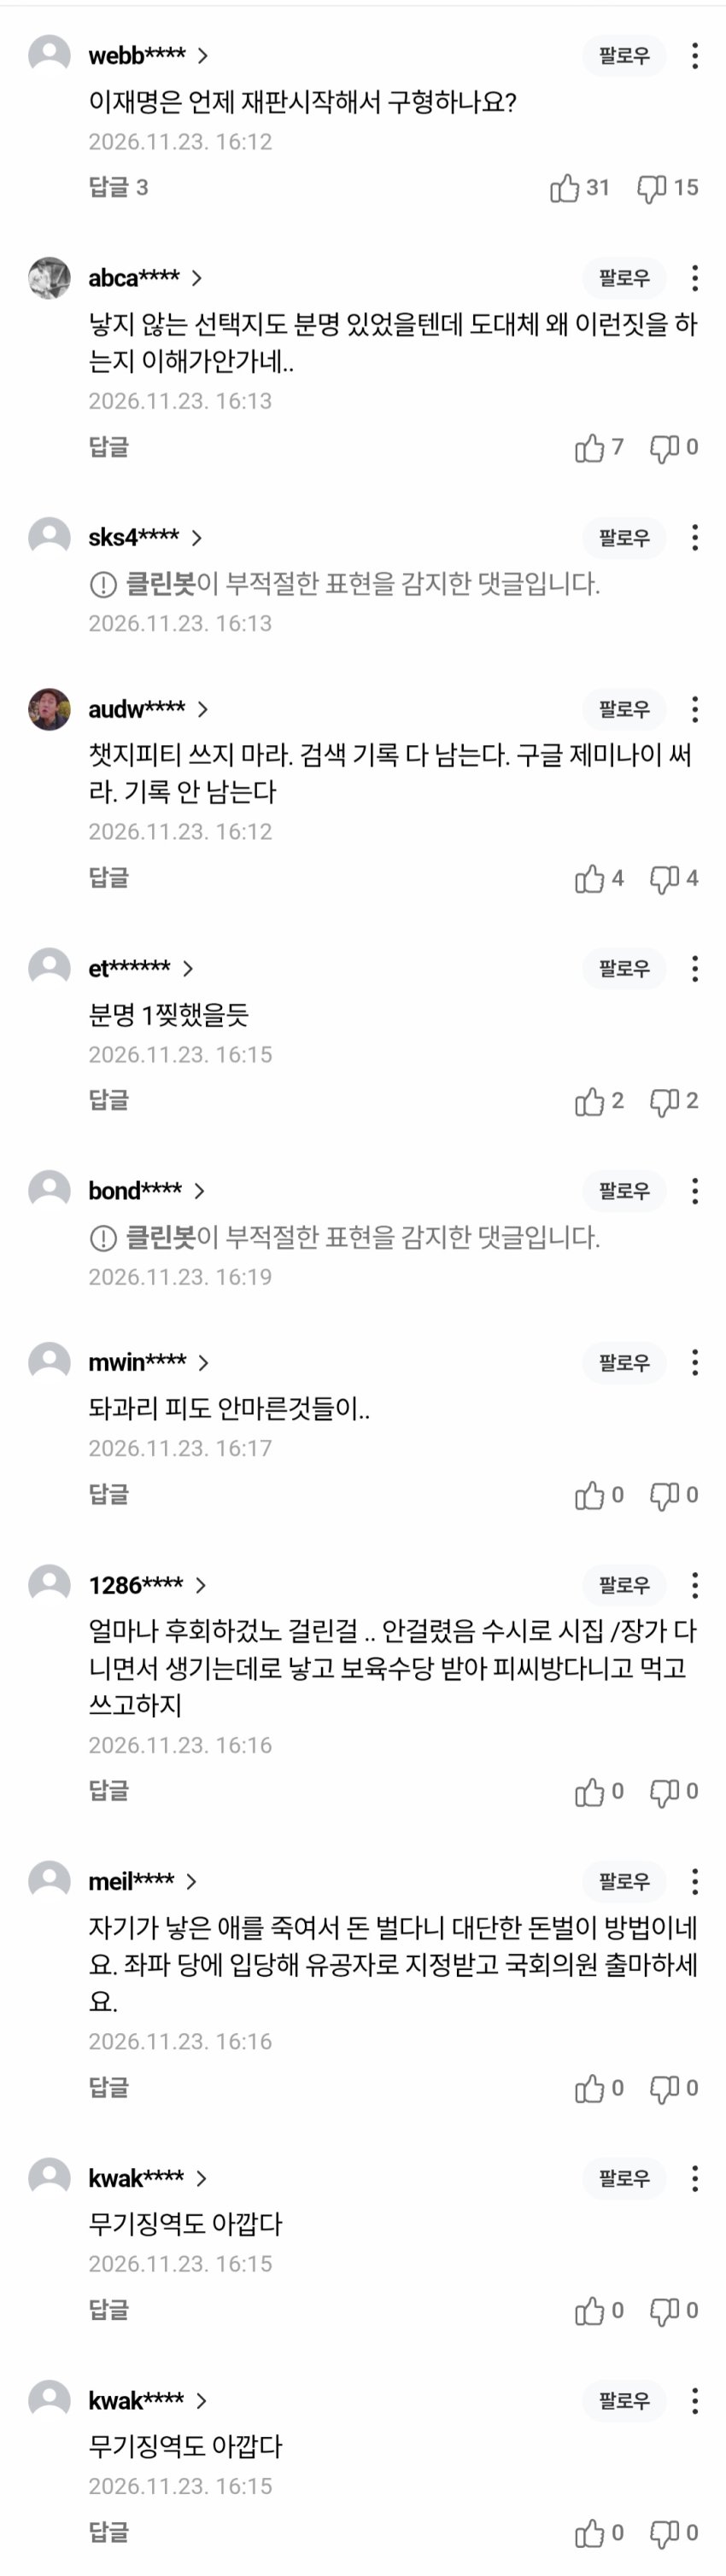 webb**** >
팔로우
이재명은 언제 재판시작해서 구형하나요?
2026.11.23. 16:12
답글 3
31
15
abca**** >
팔로우
낳지 않는 선택지도 분명 있었을텐데 도대체 왜 이런짓을 하
는지 이해가안가네..
2026.11.23. 16:13
답글
7
0
sks4**** >
팔로우
클린봇이 부적절한 표현을 감지한 댓글입니다.
2026.11.23. 16:13
audw**** >
팔로우
챗지피티 쓰지 마라. 검색 기록 다 남는다. 구글 제미나이 써
라. 기록 안 남는다
2026.11.23. 16:12
답글
4
4
et****** >
팔로우
분명 1찢했을듯
2026.11.23. 16:15
답글
2
2
bond**** >
팔로우
클린봇이 부적절한 표현을 감지한 댓글입니다.
2026.11.23. 16:19
mwin**** >
팔로우
돠과리 피도 안마른것들이..
2026.11.23. 16:17
답글
0
0
1286**** >
팔로우
얼마나 후회하겄노 걸린걸 .. 안걸렸음 수시로 시집 /장가 다
니면서 생기는데로 낳고 보육수당 받아 피씨방다니고 먹고
쓰고하지
2026.11.23. 16:16
답글
0
0
meil**** >
팔로우
자기가 낳은 애를 죽여서 돈 벌다니 대단한 돈벌이 방법이네
요. 좌파 당에 입당해 유공자로 지정받고 국회의원 출마하세
요.
2026.11.23. 16:16
답글
0
0
kwak**** >
팔로우
무기징역도 아깝다
2026.11.23. 16:15
답글
0
0
kwak**** >
팔로우
무기징역도 아깝다
2026.11.23. 16:15
답글
0
0